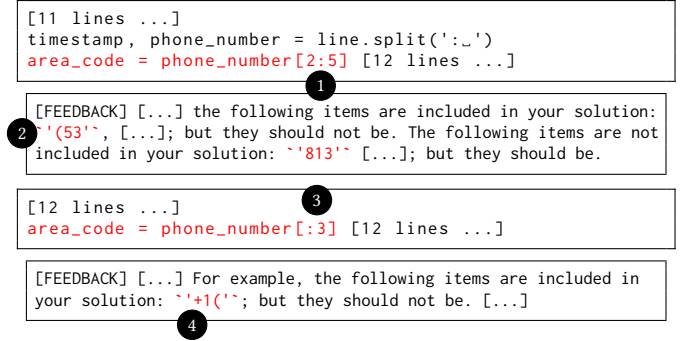 [11 lines ...]
timestamp, phone_number = line.split(':␣')
area_code = phone_number[2:5] [12 lines ...]
1
[FEEDBACK] [...] the following items are included in your solution:
2 `'(53'`, [...]; but they should not be. The following items are not
included in your solution: `'813'` [...]; but they should be.
3
[12 lines ...]
area_code = phone_number[:3] [12 lines ...]
[FEEDBACK] [...] For example, the following items are included in
your solution: `'+1('`; but they should not be. [...]
4